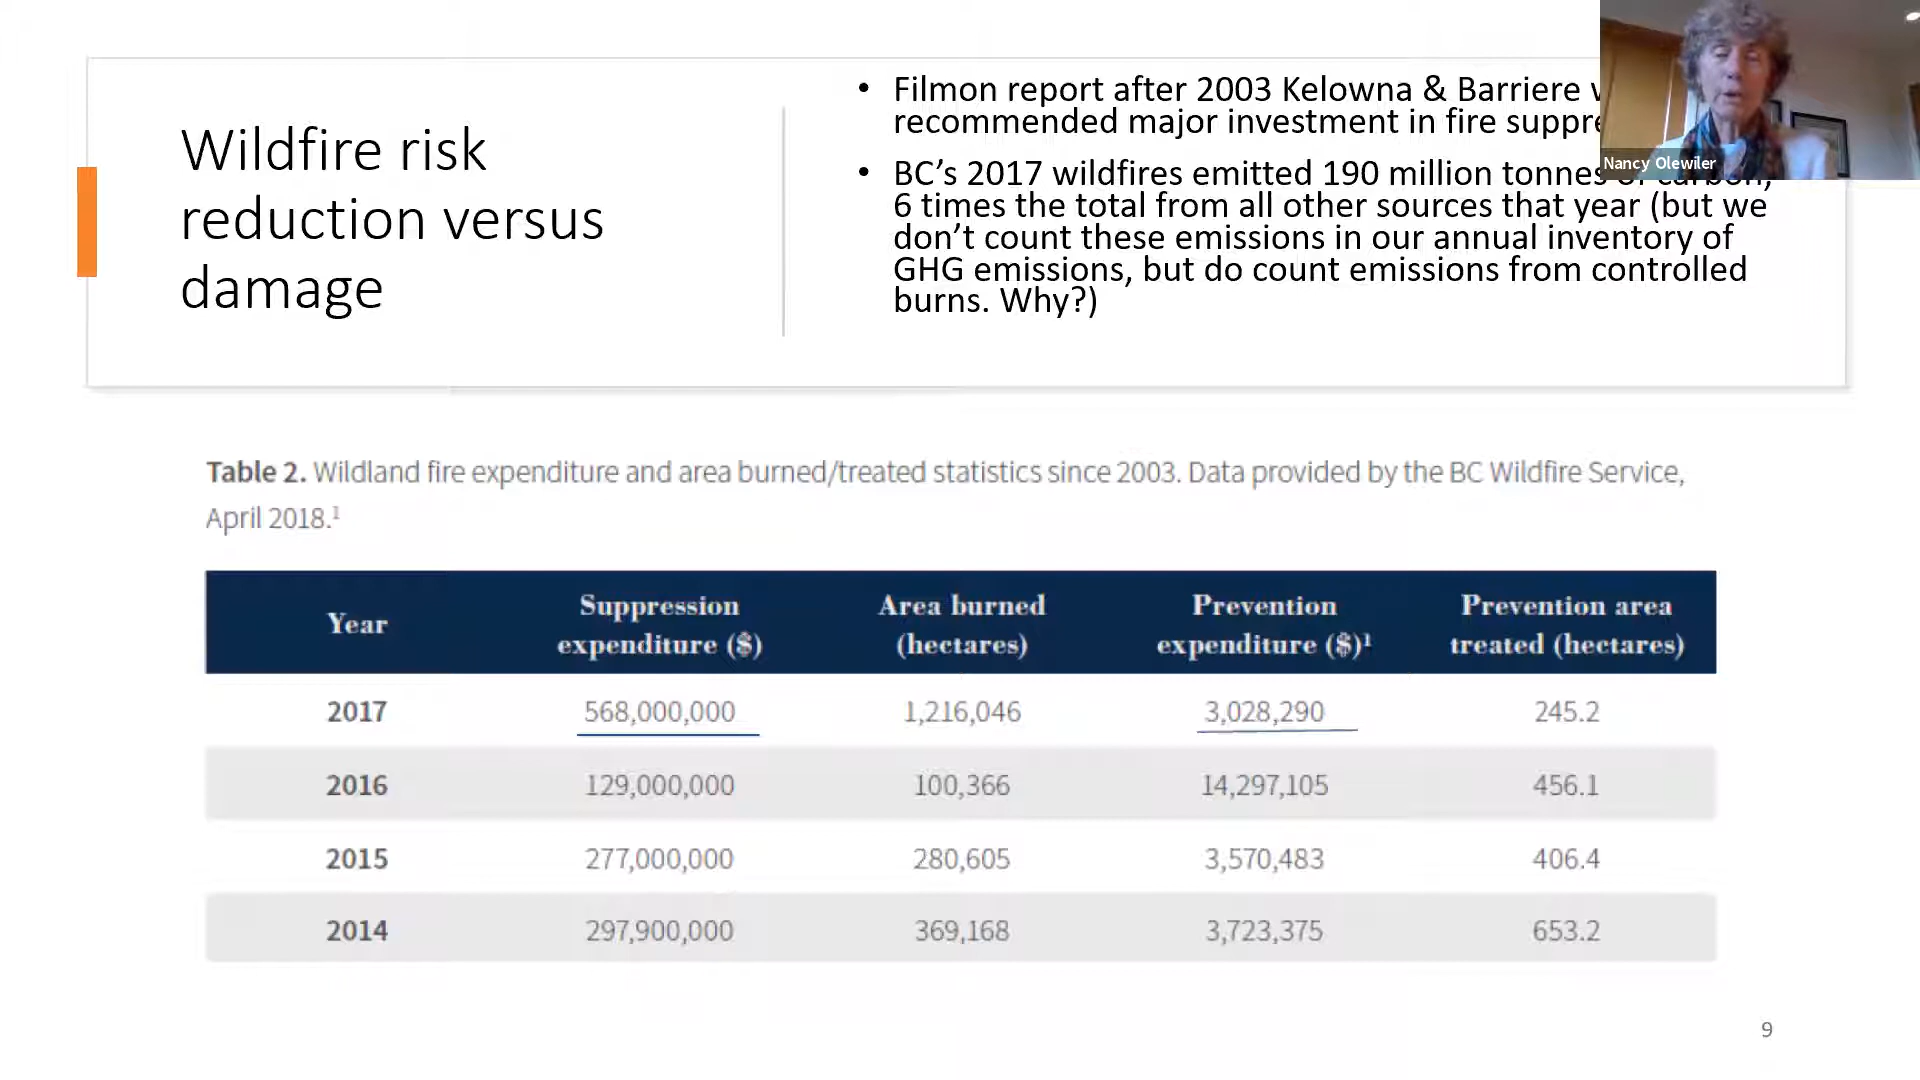 Wildfire risk
reduction versus
damage
• Filmon report after 2003 Kelowna & Barriere
recommended major investment in fire
• BC’s 2017 wildfires emitted 190 million tonnes of carbon,
6 times the total from all other sources that year (but we
don’t count these emissions in our annual inventory of
GHG emissions, but do count emissions from controlled
burns. Why?)
Nancy Olewiler
Table 2. Wildland fire expenditure and area burned/treated statistics since 2003. Data provided by the BC Wildfire Service,
April 2018.¹
Year Suppression expenditure ($) Area burned (hectares) Prevention expenditure ($)¹ Prevention area treated (hectares)
2017 568,000,000 1,216,046 3,028,290 245.2
2016 129,000,000 100,366 14,297,105 456.1
2015 277,000,000 280,605 3,570,483 406.4
2014 297,900,000 369,168 3,723,375 653.2
9